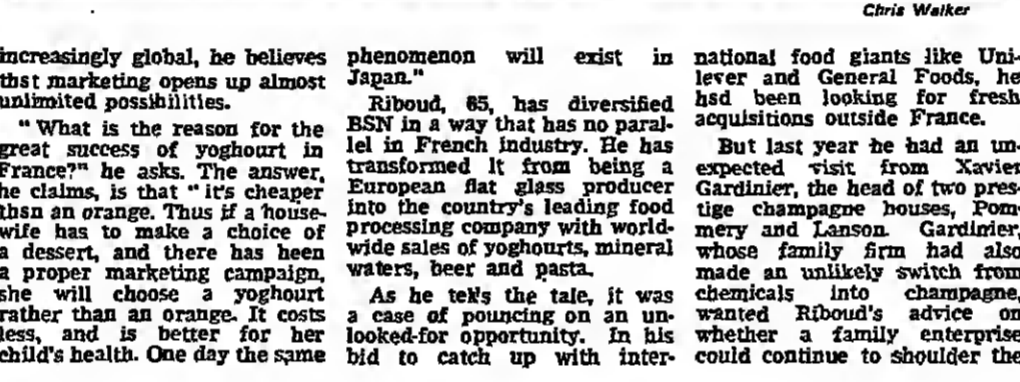 Chris Walker
increasingly global, he believes
thst marketing opens up almost
unlimited possibilities.
"What is the reason for the
great success of yoghourt in
France?" he asks. The answer,
he claims, is that "it's cheaper
thsn an orange. Thus if a house-
wife has to make a choice of
a dessert, and there has been
a proper marketing campaign,
she will choose a yoghourt
rather than an orange. It costs
less, and is better for her
child's health. One day the same
phenomenon will exist in
Japan."
Riboud, 65, has diversified
BSN in a way that has no paral-
lel in French industry. He has
transformed it from being a
European flat glass producer
into the country's leading food
processing company with world-
wide sales of yoghourts, mineral
waters, beer and pasta.
As he tells the tale, it was
a case of pouncing on an un-
looked-for opportunity. In his
bid to catch up with inter-
national food giants like Uni-
lever and General Foods, he
hsd been looking for fresh
acquisitions outside France.
But last year he had an un-
expected visit from Xavier
Gardinier, the head of two pres-
tige champagne houses, Pom-
mery and Lanson. Gardinier,
whose family firm had also
made an unlikely switch from
chemicals into champagne,
wanted Riboud's advice on
whether a family enterprise
could continue to shoulder the